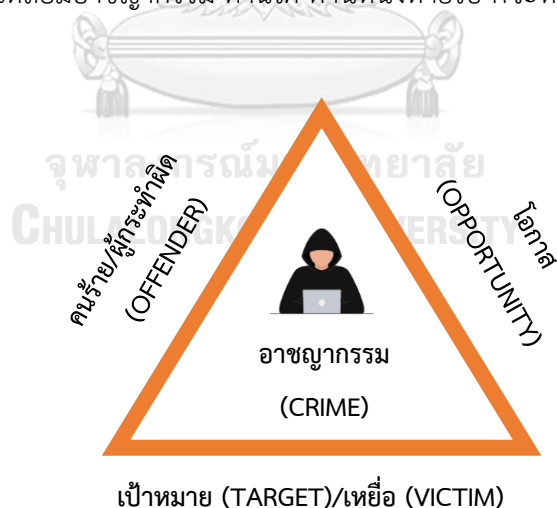 คนร้าย/ผู้กระทำผิด
(OFFENDER)
โอกาส
(OPPORTUNITY)
อาชญากรรม
(CRIME)
เป้าหมาย (TARGET)/เหยื่อ (VICTIM)